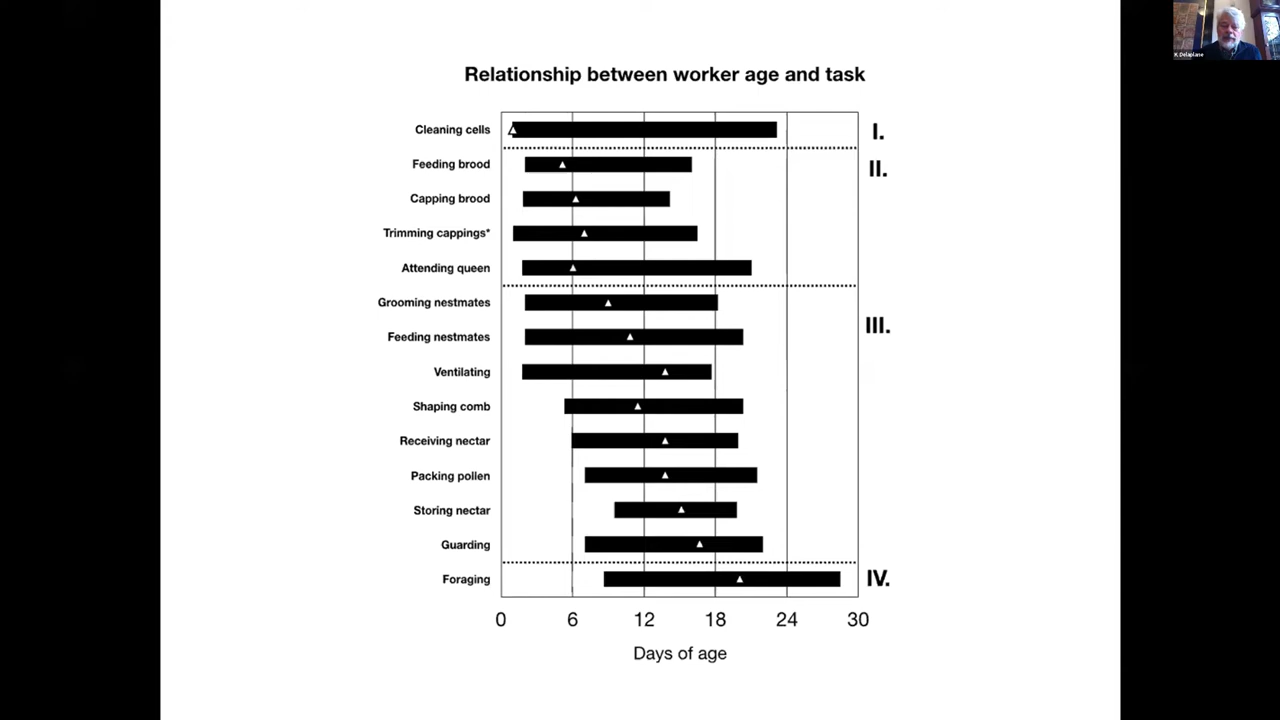 K Delaplane
Relationship between worker age and task
Cleaning cells
I.
Feeding brood
II.
Capping brood
Trimming cappings*
Attending queen
Grooming nestmates
Feeding nestmates
III.
Ventilating
Shaping comb
Receiving nectar
Packing pollen
Storing nectar
Guarding
Foraging
IV.
0 6 12 18 24 30
Days of age